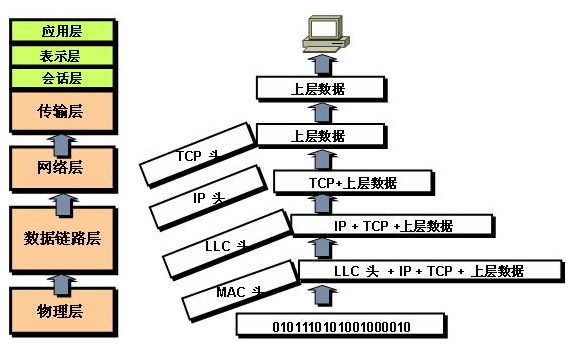 应用层
表示层
会话层
传输层
网络层
数据链路层
物理层
上层数据
上层数据
TCP 头
TCP+上层数据
IP 头
IP + TCP +上层数据
LLC 头
LLC 头 + IP + TCP + 上层数据
MAC 头
0101110101001000010